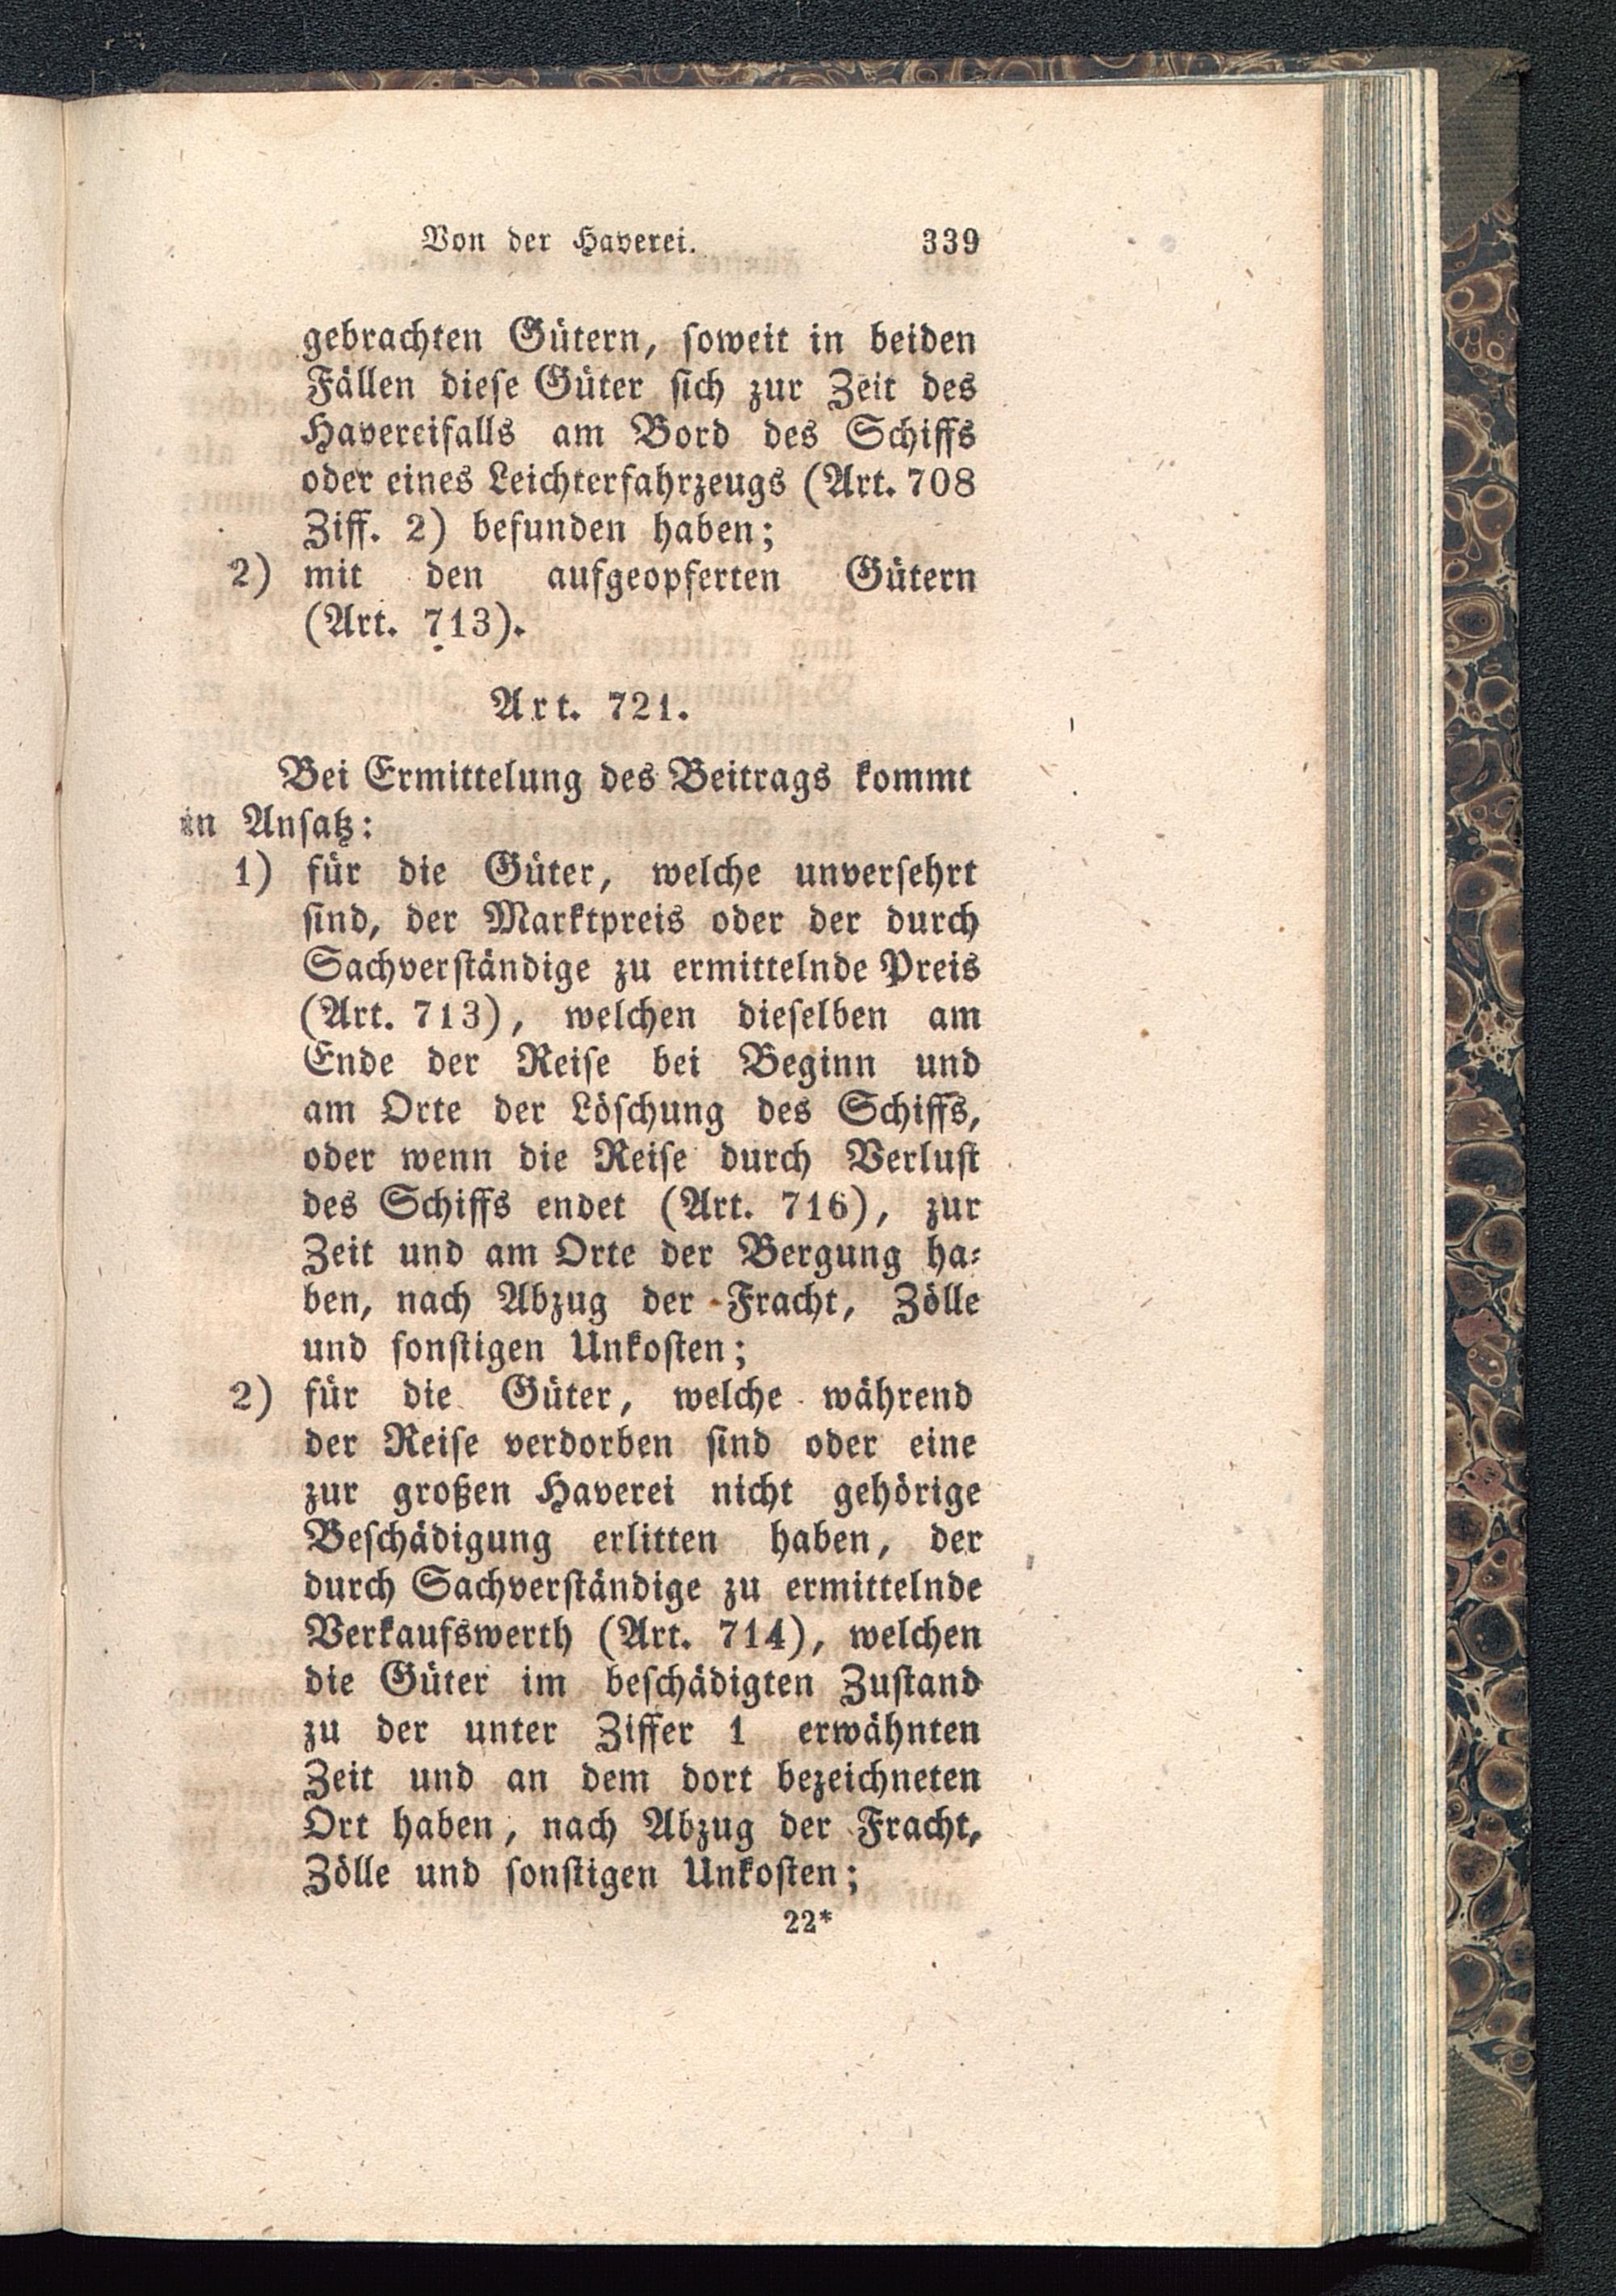 Von der Haverei. 339
gebrachten Gütern, soweit in beiden
Fällen diese Güter sich zur Zeit des
Havereifalls am Bord des Schiffs
oder eines Leichterfahrzeugs (Art. 708
Ziff. 2) befunden haben;
2) mit den aufgeopferten Gütern
(Art. 713).
Art. 721.
Bei Ermittelung des Beitrags kommt
in Ansatz:
1) für die Güter, welche unversehrt
sind, der Marktpreis oder der durch
Sachverständige zu ermittelnde Preis
(Art. 713), welchen dieselben am
Ende der Reise bei Beginn und
am Orte der Löschung des Schiffs,
oder wenn die Reise durch Verlust
des Schiffs endet (Art. 716), zur
Zeit und am Orte der Bergung ha-
ben, nach Abzug der Fracht, Zölle
und sonstigen Unkosten;
2) für die Güter, welche während
der Reise verdorben sind oder eine
zur großen Haverei nicht gehörige
Beschädigung erlitten haben, der
durch Sachverständige zu ermittelnde
Verkaufswerth (Art. 714), welchen
die Güter im beschädigten Zustand
zu der unter Ziffer 1 erwähnten
Zeit und an dem dort bezeichneten
Ort haben, nach Abzug der Fracht,
Zölle und sonstigen Unkosten;
22*